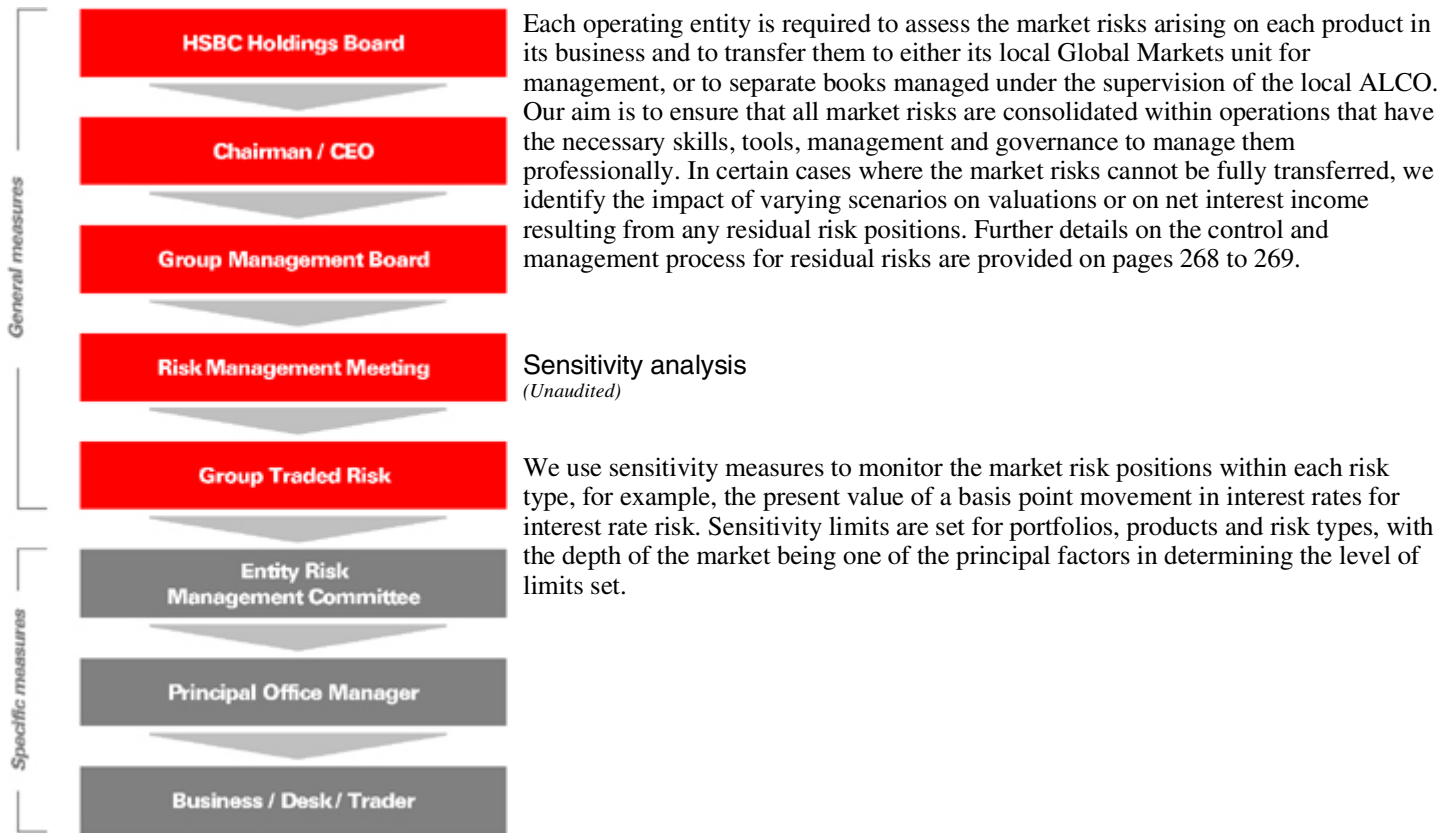 General measures
HSBC Holdings Board
Chairman / CEO
Group Management Board
Risk Management Meeting
Group Traded Risk
Specific measures
Entity Risk
Management Committee
Principal Office Manager
Business / Desk / Trader
Each operating entity is required to assess the market risks arising on each product in
its business and to transfer them to either its local Global Markets unit for
management, or to separate books managed under the supervision of the local ALCO.
Our aim is to ensure that all market risks are consolidated within operations that have
the necessary skills, tools, management and governance to manage them
professionally. In certain cases where the market risks cannot be fully transferred, we
identify the impact of varying scenarios on valuations or on net interest income
resulting from any residual risk positions. Further details on the control and
management process for residual risks are provided on pages 268 to 269.
Sensitivity analysis
(Unaudited)
We use sensitivity measures to monitor the market risk positions within each risk
type, for example, the present value of a basis point movement in interest rates for
interest rate risk. Sensitivity limits are set for portfolios, products and risk types, with
the depth of the market being one of the principal factors in determining the level of
limits set.